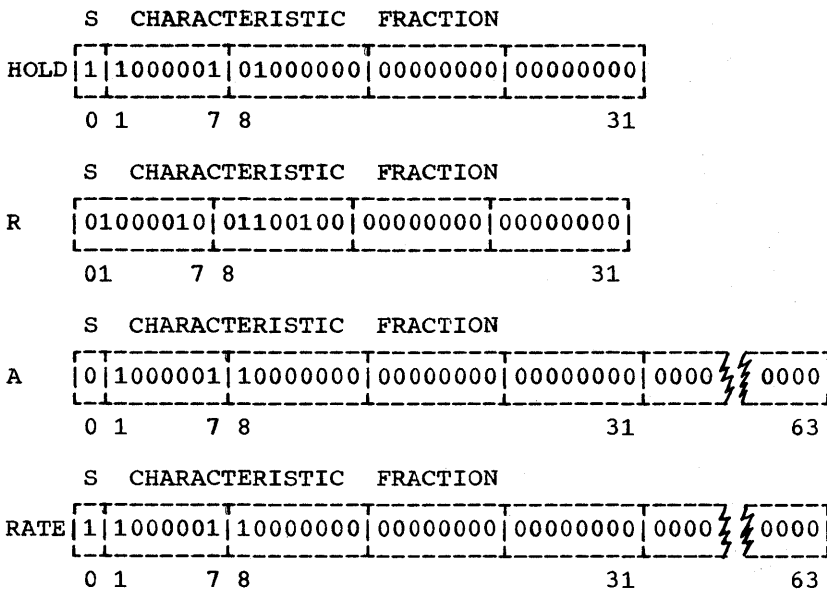 S CHARACTERISTIC FRACTION
HOLD |1|1000001|01000000|00000000|00000000|
0 1 7 8 31
S CHARACTERISTIC FRACTION
R |01000010|01100100|00000000|00000000|
01 7 8 31
S CHARACTERISTIC FRACTION
A |0|1000001|10000000|00000000|00000000|0000 0000
0 1 7 8 31 63
S CHARACTERISTIC FRACTION
RATE |1|1000001|10000000|00000000|00000000|0000 0000
0 1 7 8 31 63